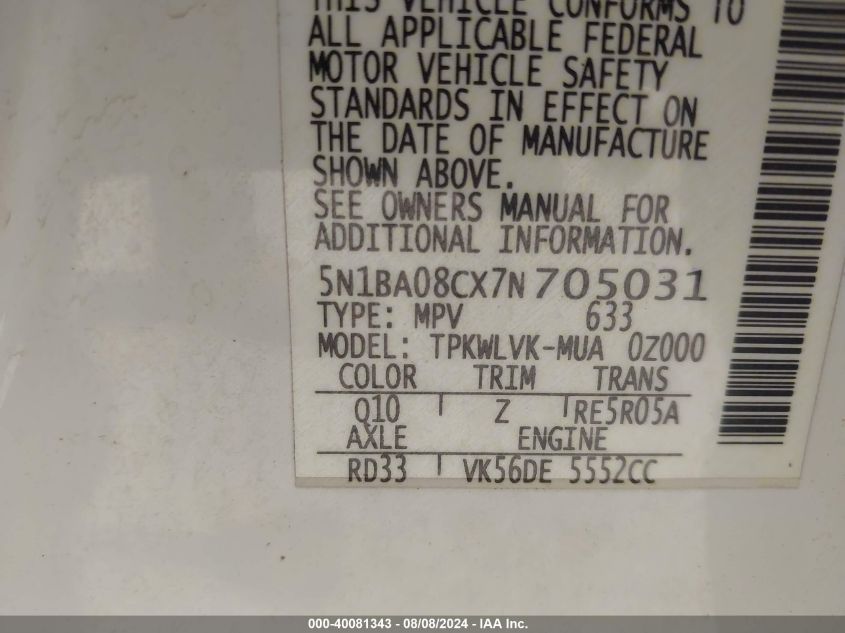 THIS VEHICLE CONFORMS TO
ALL APPLICABLE FEDERAL
MOTOR VEHICLE SAFETY
STANDARDS IN EFFECT ON
THE DATE OF MANUFACTURE
SHOWN ABOVE.
SEE OWNERS MANUAL FOR
ADDITIONAL INFORMATION.
5N1BA08CX7N705031
TYPE: MPV 633
MODEL: TPKWLVK-MUA 0Z000
COLOR TRIM TRANS
Q10 Z RE5R05A
AXLE ENGINE
RD33 VK56DE 5552CC
000-40081343 - 08/08/2024 - IAA Inc.